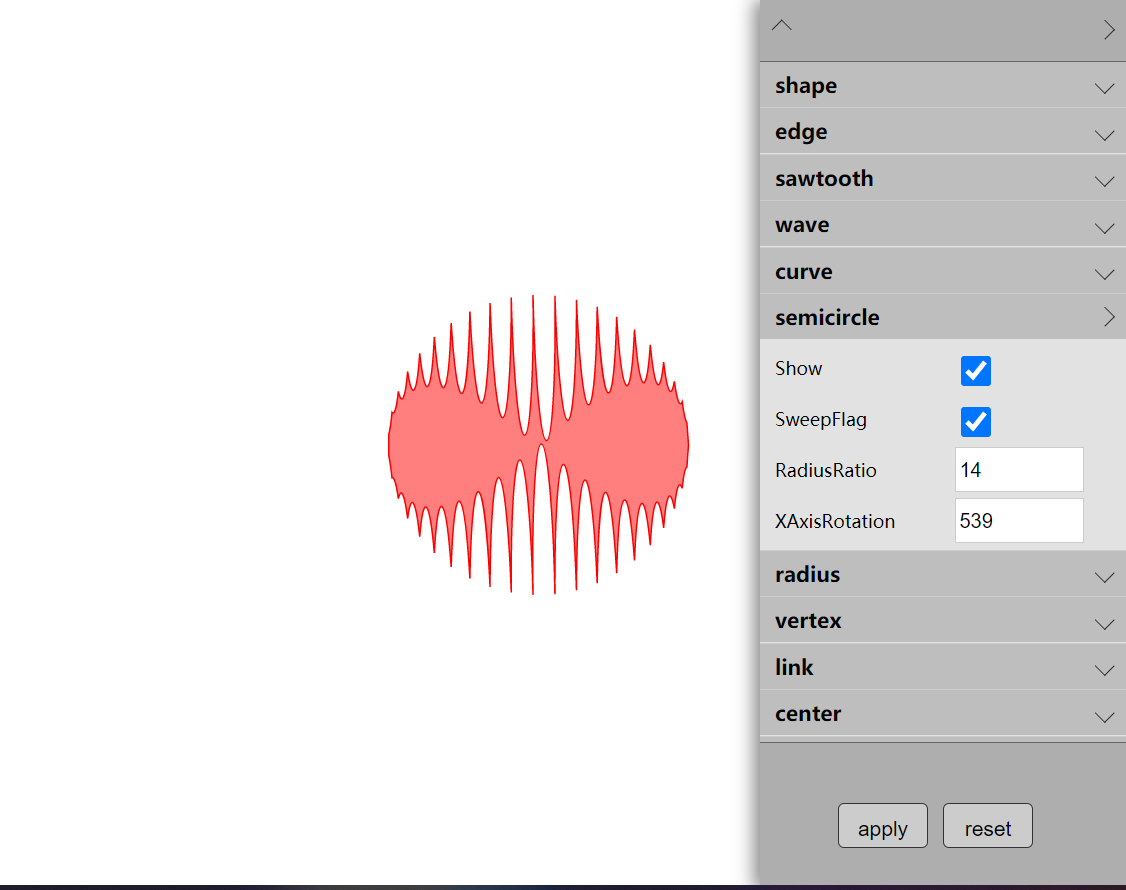 shape
edge
sawtooth
wave
curve
semicircle
Show
SweepFlag
RadiusRatio 14
XAxisRotation 539
radius
vertex
link
center
apply reset